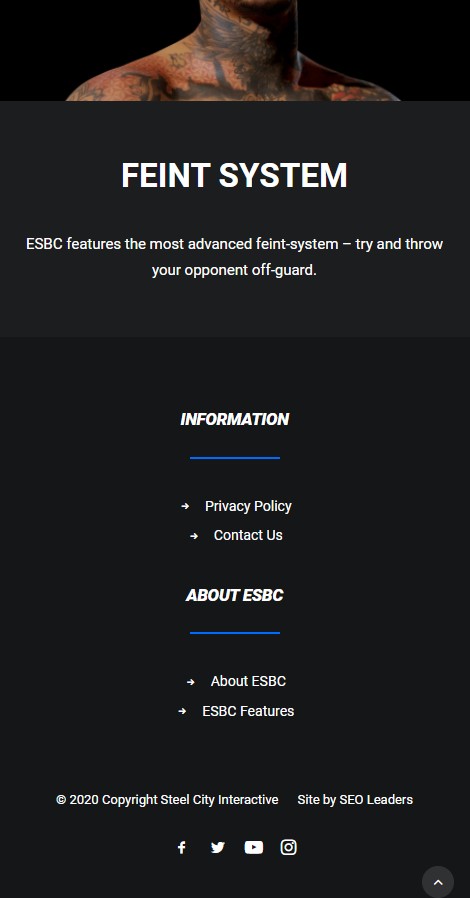 FEINT SYSTEM
ESBC features the most advanced feint-system – try and throw
your opponent off-guard.
INFORMATION
Privacy Policy
Contact Us
ABOUT ESBC
About ESBC
ESBC Features
© 2020 Copyright Steel City Interactive Site by SEO Leaders